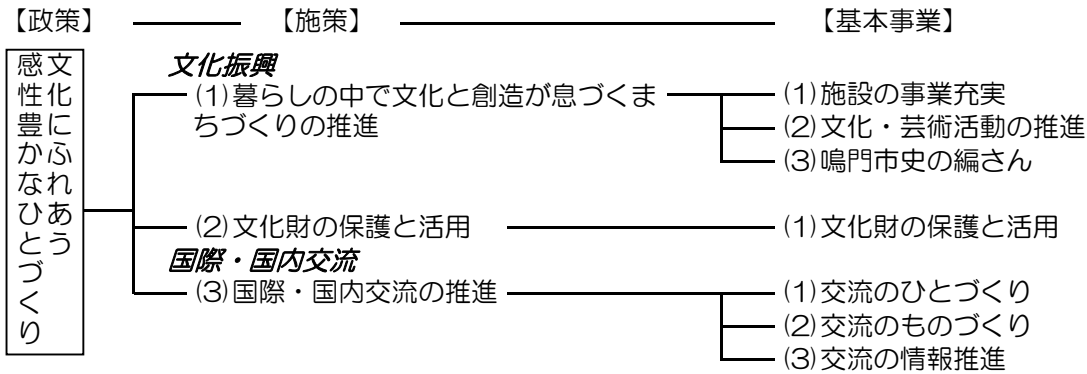 【政策】 【施策】 【基本事業】
文化にふれあう
感性豊かなひとづくり
文化振興
(1)暮らしの中で文化と創造が息づくま
ちづくりの推進
(1)施設の事業充実
(2)文化・芸術活動の推進
(3)鳴門市史の編さん
(2)文化財の保護と活用
(1)文化財の保護と活用
国際・国内交流
(3)国際・国内交流の推進
(1)交流のひとづくり
(2)交流のものづくり
(3)交流の情報推進